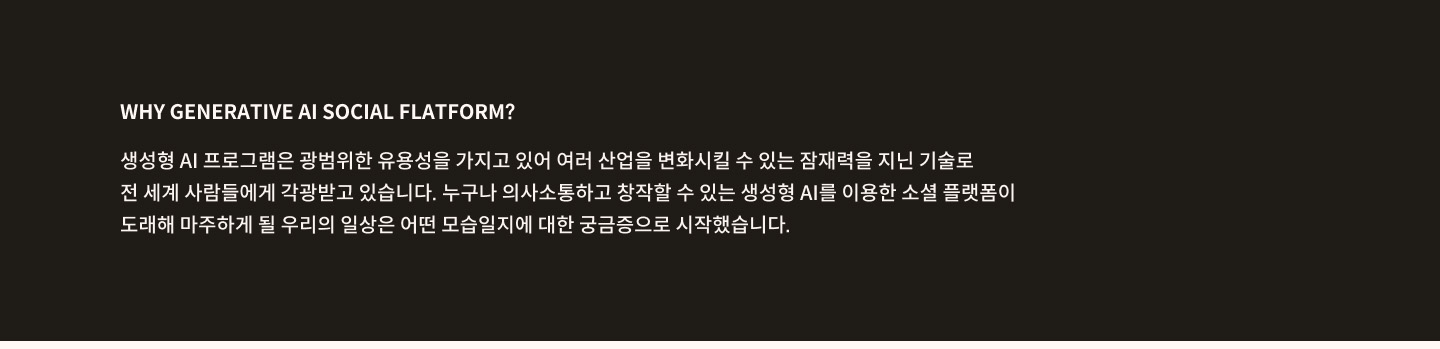 WHY GENERATIVE AI SOCIAL FLATFORM?
생성형 AI 프로그램은 광범위한 유용성을 가지고 있어 여러 산업을 변화시킬 수 있는 잠재력을 지닌 기술로
전 세계 사람들에게 각광받고 있습니다. 누구나 의사소통하고 창작할 수 있는 생성형 AI를 이용한 소셜 플랫폼이
도래해 마주하게 될 우리의 일상은 어떤 모습일지에 대한 궁금증으로 시작했습니다.